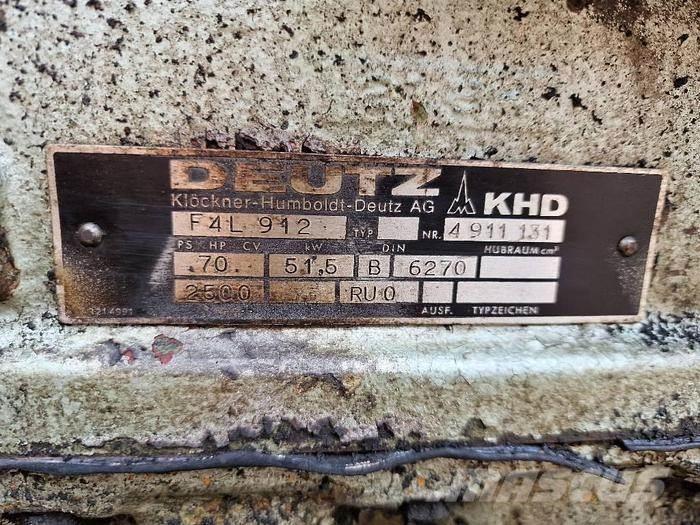 DEUTZ
Klöckner-Humboldt-Deutz AG KHD
F4L 912 TYP NR. 4 911 131
PS HP CV kW DIN HUBRAUM cm³
70 51,5 B 6270
2500 RU0
AUSF. TYPZEICHEN